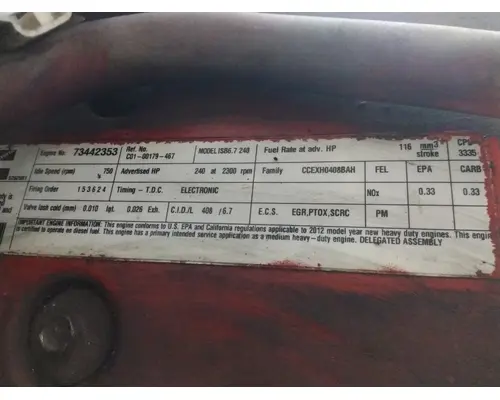 Engine No. 73442353 Ref. No. C01-00179-467 MODEL ISB6.7 240 Fuel Rate at adv. HP 116 mm3 stroke 3335
Idle Speed (rpm) 750 Advertised HP 240 at 2300 rpm Family CCEXH0408BAH FEL EPA CARB
Firing Order 153624 Timing - T.D.C. ELECTRONIC NOx 0.33 0.33
Valve lash cold (mm) 0.010 Int. 0.026 Exh. C.I.D./L 408 / 6.7 E.C.S. EGR,PTOX,SCRC PM
IMPORTANT ENGINE INFORMATION: This engine conforms to U.S. EPA and California regulations applicable to 2012 model year new heavy duty engines. This
is certified to operate on diesel fuel. This engine has a primary intended service application as a medium heavy-duty engine. DELEGATED ASSEMBLY